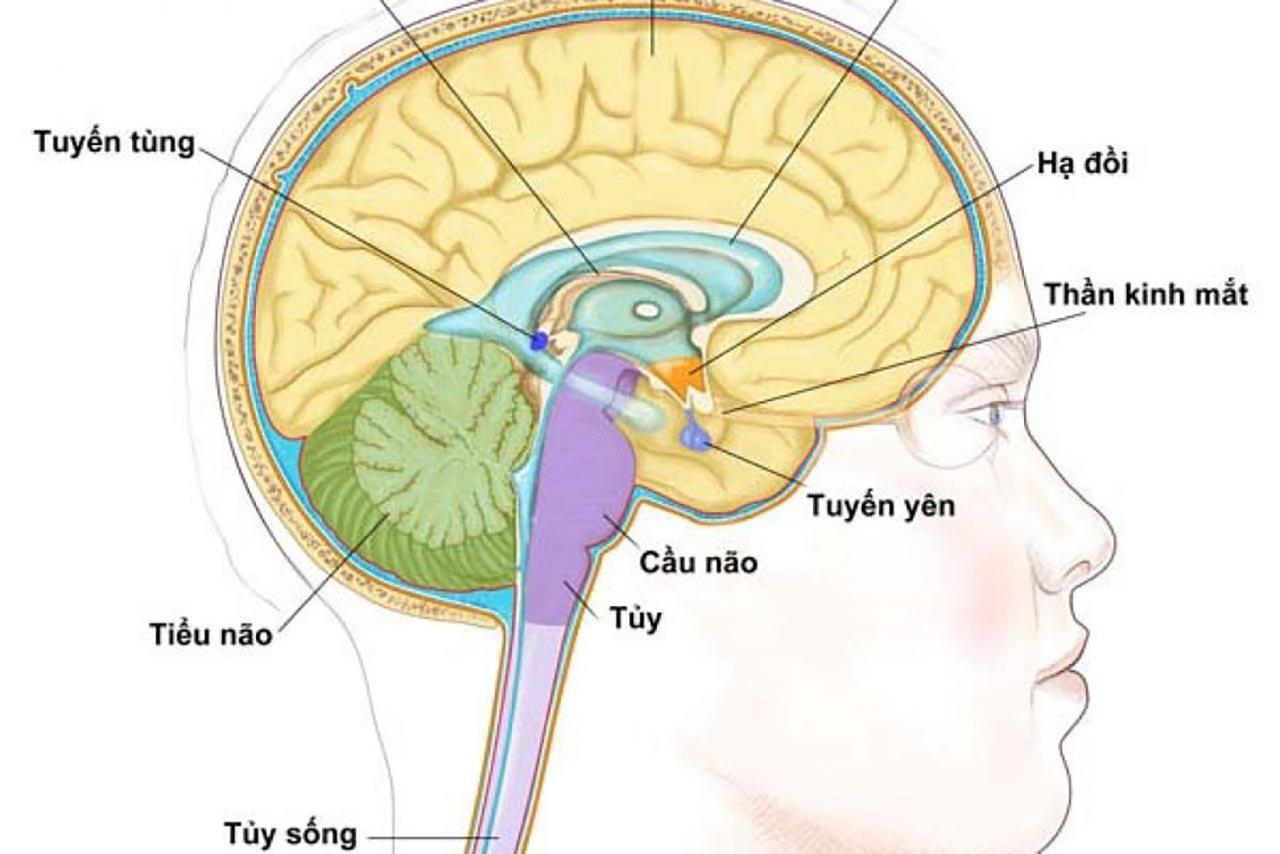 Tuyến tùng
Hạ đồi
Thần kinh mắt
Tuyến yên
Cầu não
Tủy
Tiểu não
Tủy sống